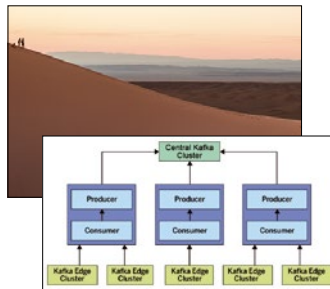 Central Kafka
Cluster
Producer
Producer
Producer
Consumer
Consumer
Consumer
Kafka Edge
Cluster
Kafka Edge
Cluster
Kafka Edge
Cluster
Kafka Edge
Cluster
Kafka Edge
Cluster